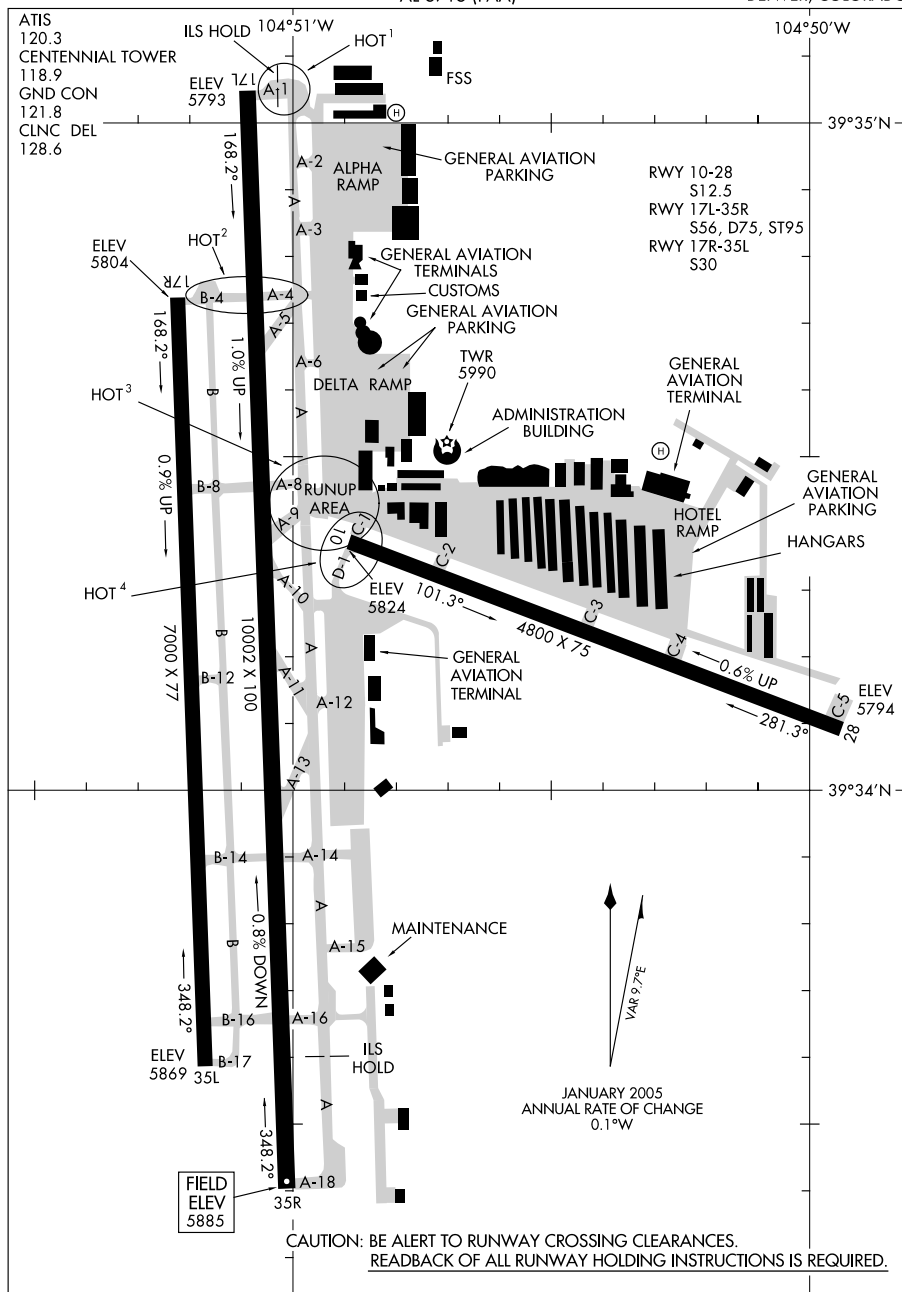 AL-5715 (FAA)
DENVER, COLORADO
104°51'W
104°50'W
ATIS
120.3
CENTENNIAL TOWER
118.9
GND CON
121.8
CLNC DEL
128.6
ILS HOLD
HOT1
ELEV
5793
17L
A-1
FSS
H
39°35'N
168.2°
A-2
A
A-3
ALPHA
RAMP
GENERAL AVIATION
PARKING
RWY 10-28
S12.5
RWY 17L-35R
S56, D75, ST95
RWY 17R-35L
S30
ELEV
5804
HOT2
17R
B-4
A-4
A-5
GENERAL AVIATION
TERMINALS
CUSTOMS
GENERAL AVIATION
PARKING
168.2°
1.0% UP
A-6
DELTA RAMP
TWR
5990
GENERAL
AVIATION
TERMINAL
HOT3
B
A
ADMINISTRATION
BUILDING
H
0.9% UP
B-8
A-8
RUNUP
AREA
A-9
C-1
10
D-1
HOTEL
RAMP
GENERAL
AVIATION
PARKING
HANGARS
HOT4
A-10
ELEV
5824
C-2
101.3°
4800 X 75
C-3
C-4
0.6% UP
281.3°
C-5
28
ELEV
5794
7000 X 77
10002 X 100
B
A
B-12
A-11
A-12
GENERAL
AVIATION
TERMINAL
A-13
39°34'N
B-14
A-14
0.8% DOWN
B
A
A-15
MAINTENANCE
348.2°
B-16
A-16
ELEV
5869
35L
B-17
ILS
HOLD
VAR 9.7°E
JANUARY 2005
ANNUAL RATE OF CHANGE
0.1°W
A
348.2°
FIELD
ELEV
5885
35R
A-18
CAUTION: BE ALERT TO RUNWAY CROSSING CLEARANCES.
READBACK OF ALL RUNWAY HOLDING INSTRUCTIONS IS REQUIRED.